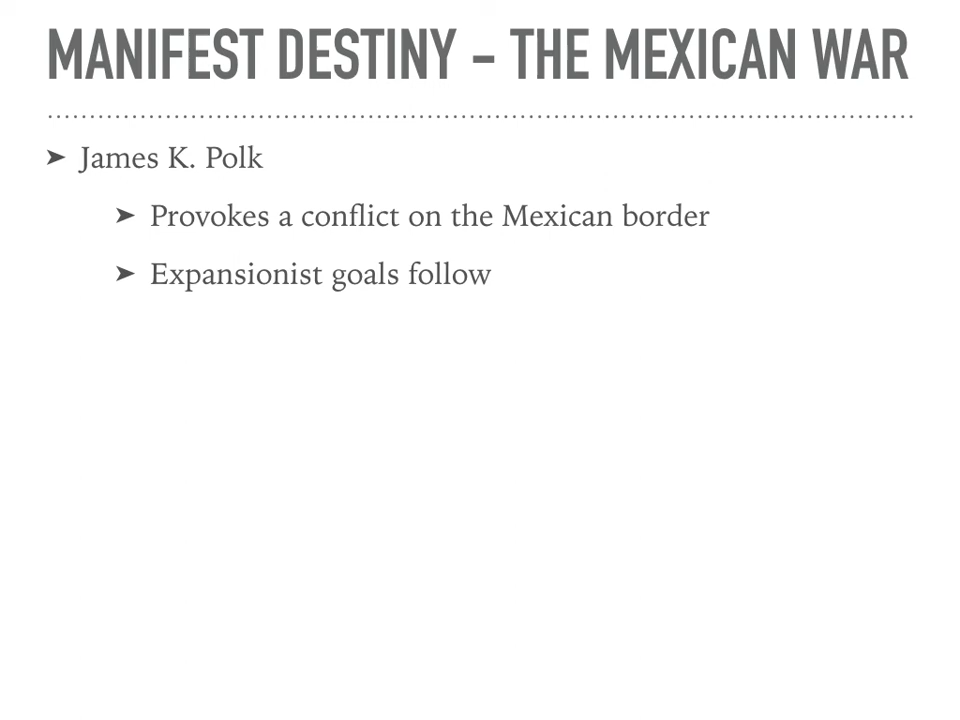 MANIFEST DESTINY – THE MEXICAN WAR
➤ James K. Polk
➤ Provokes a conflict on the Mexican border
➤ Expansionist goals follow